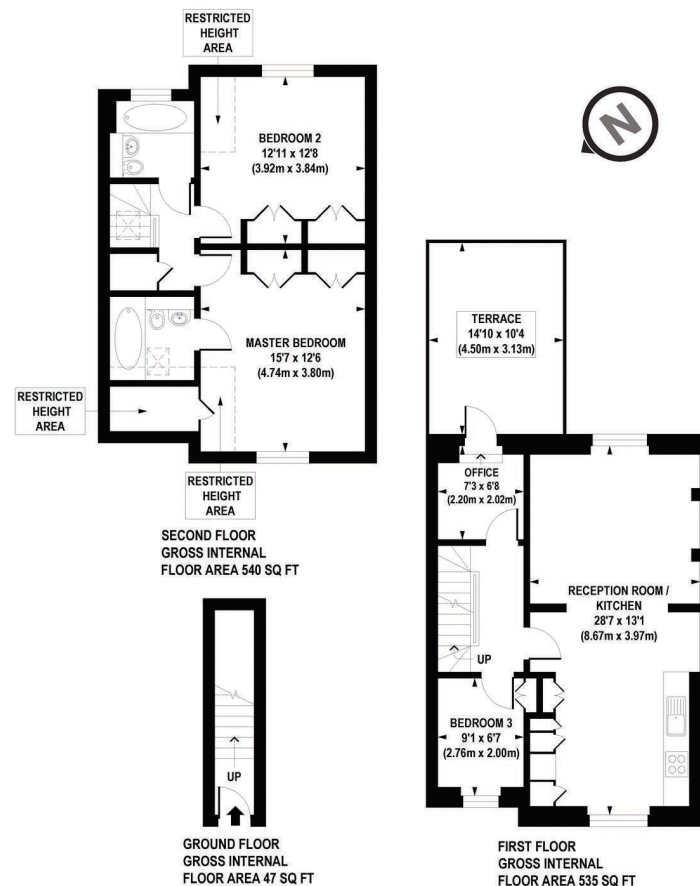 RESTRICTED
HEIGHT
AREA
BEDROOM 2
12'11 x 12'8
(3.92m x 3.84m)
N
MASTER BEDROOM
15'7 x 12'6
(4.74m x 3.80m)
RESTRICTED
HEIGHT
AREA
RESTRICTED
HEIGHT
AREA
SECOND FLOOR
GROSS INTERNAL
FLOOR AREA 540 SQ FT
TERRACE
14'10 x 10'4
(4.50m x 3.13m)
OFFICE
7'3 x 6'8
(2.20m x 2.02m)
RECEPTION ROOM /
KITCHEN
28'7 x 13'1
(8.67m x 3.97m)
UP
BEDROOM 3
9'1 x 6'7
(2.76m x 2.00m)
UP
GROUND FLOOR
GROSS INTERNAL
FLOOR AREA 47 SQ FT
FIRST FLOOR
GROSS INTERNAL
FLOOR AREA 535 SQ FT